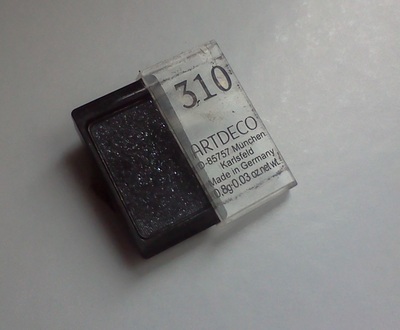 310
ARTDECO
D-85757 München
Karlsfeld
Made in Germany
0,8g·0.03 oz.net wt.